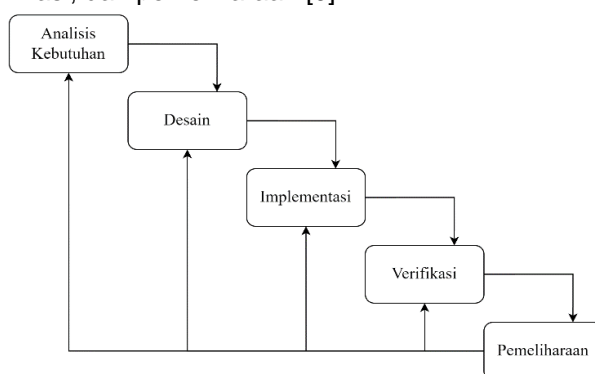 Analisis
Kebutuhan
Desain
Implementasi
Verifikasi
Pemeliharaan